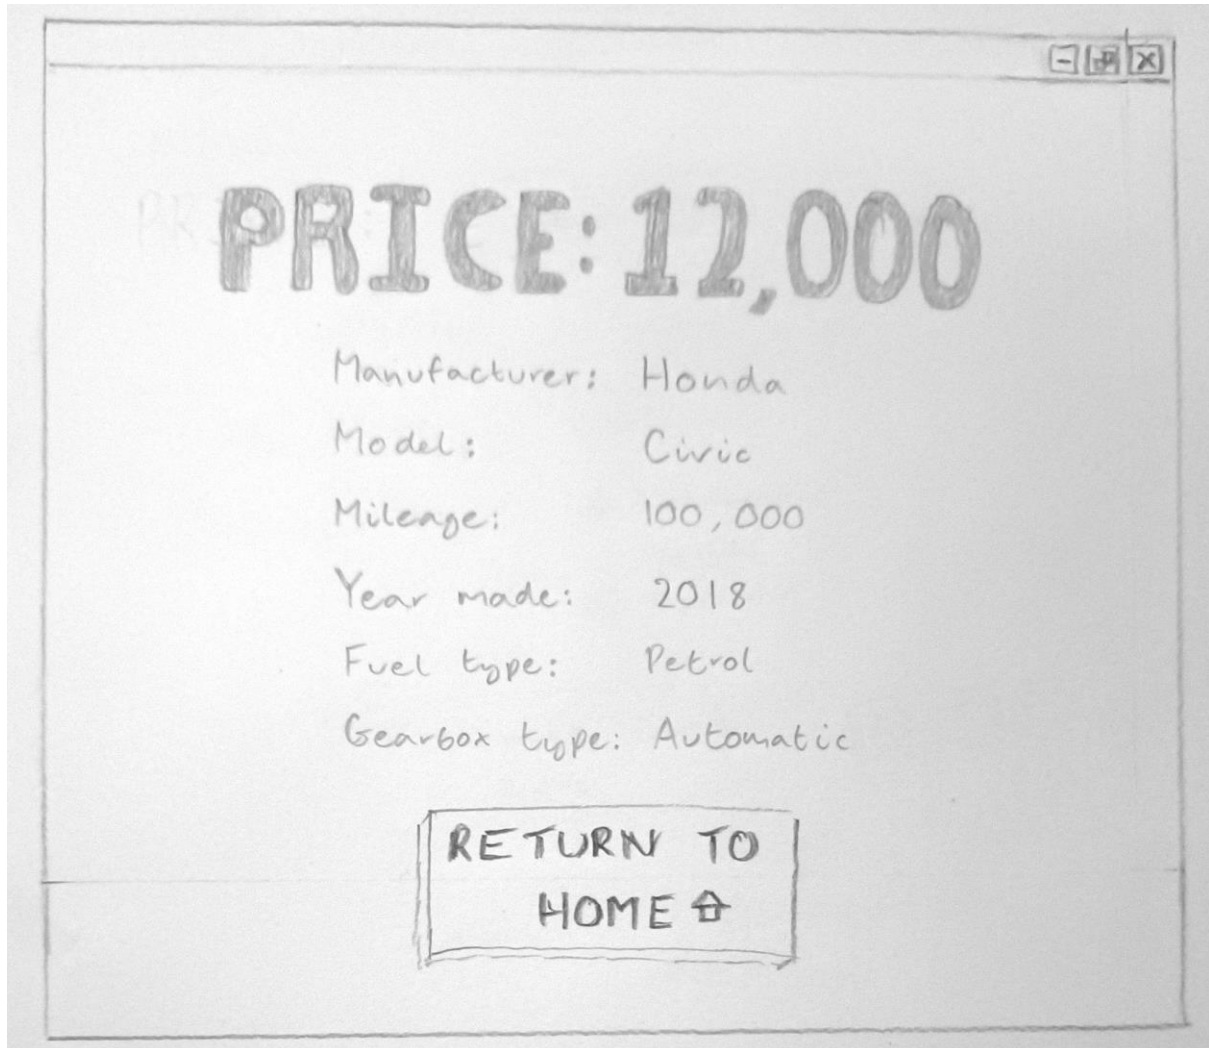 PRICE: 12,000
Manufacturer: Honda
Model: Civic
Mileage: 100,000
Year made: 2018
Fuel type: Petrol
Gearbox type: Automatic
RETURN TO
HOME